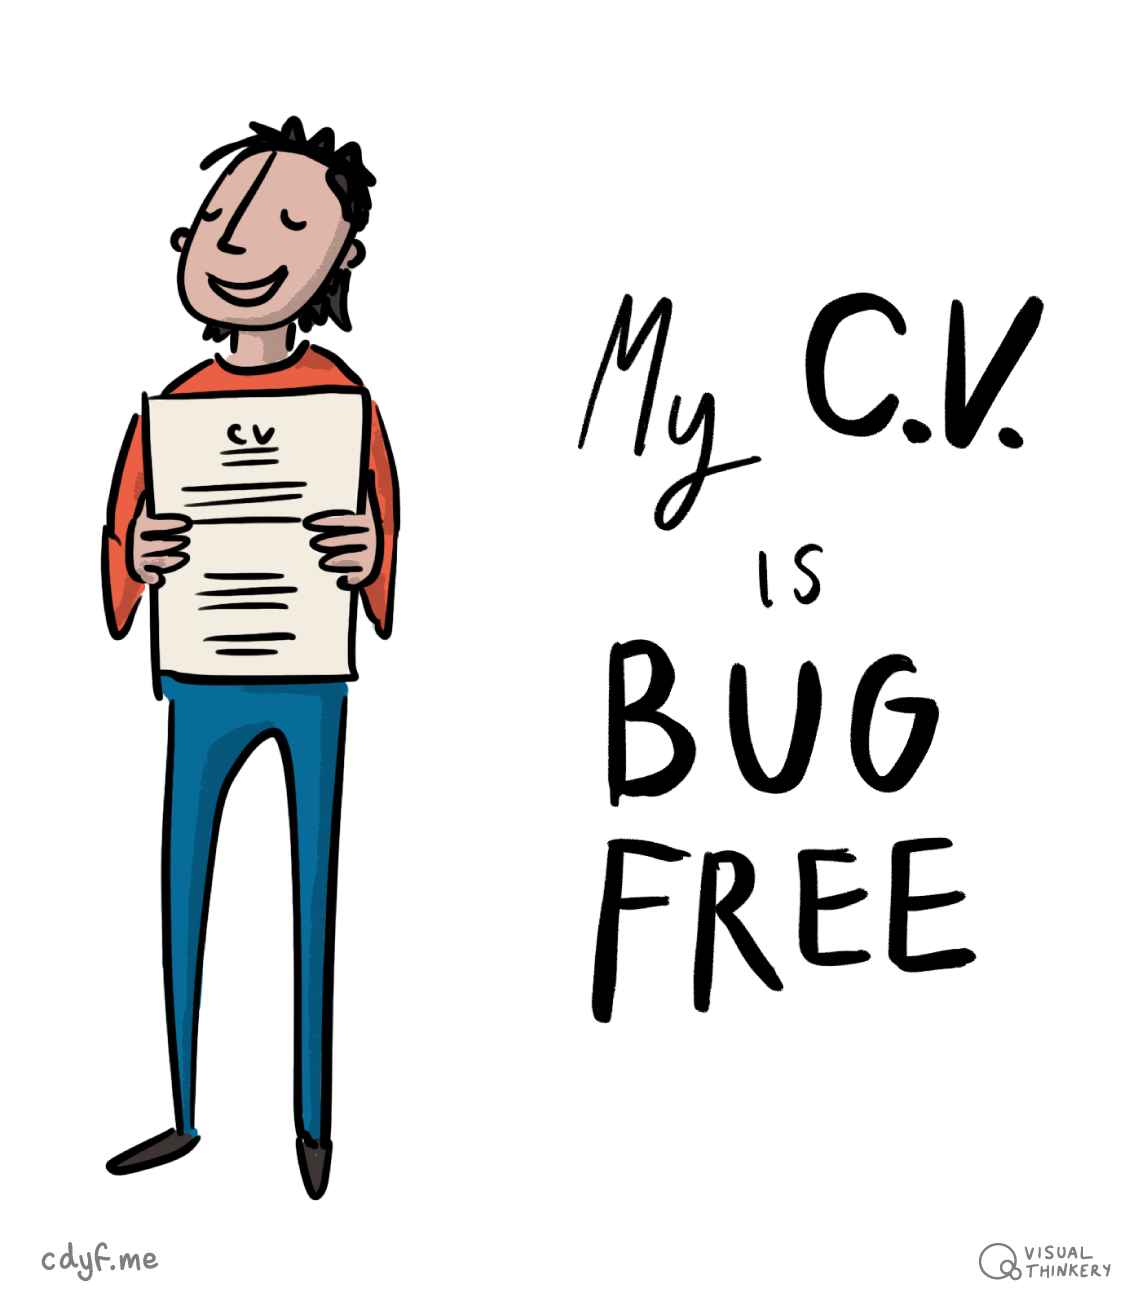 CV
My C.V.
IS
BUG
FREE
cdyf.me
VISUAL
THINKERY